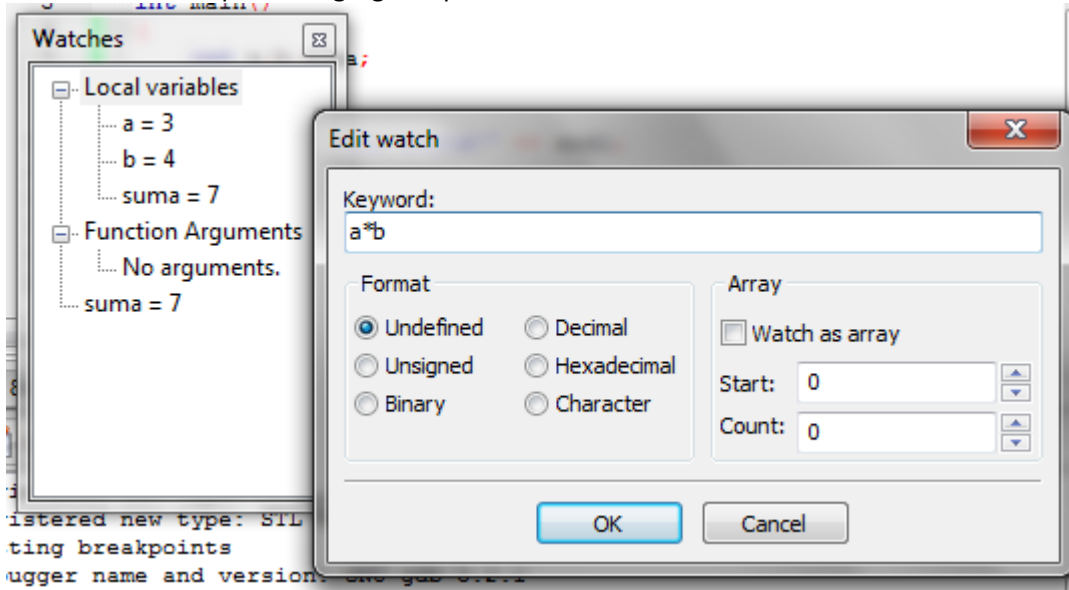 int main()
Watches
a;
Local variables
a = 3
b = 4
suma = 7
Function Arguments
No arguments.
suma = 7
Edit watch
Keyword:
a*b
Format
Undefined
Decimal
Unsigned
Hexadecimal
Binary
Character
Array
Watch as array
Start: 0
Count: 0
OK
Cancel
istered new type: STL
ting breakpoints
ugger name and version: